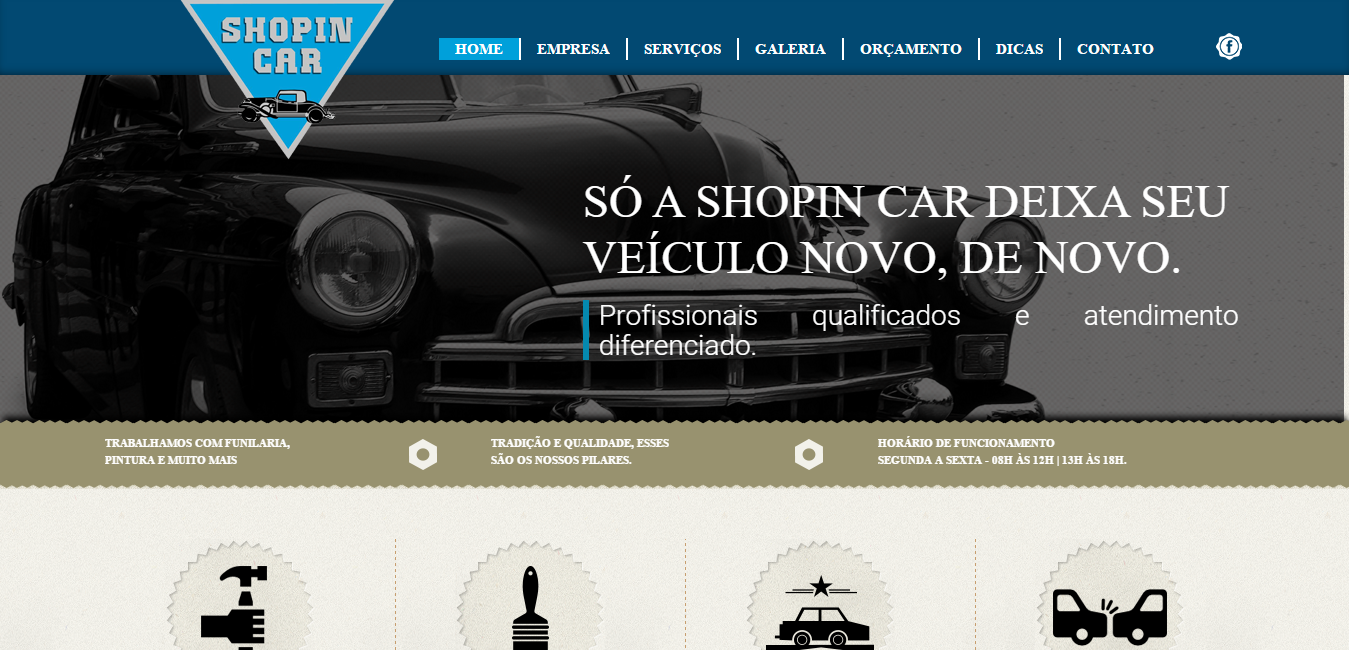 SHOPIN
CAR
HOME
EMPRESA
SERVIÇOS
GALERIA
ORÇAMENTO
DICAS
CONTATO
SÓ A SHOPIN CAR DEIXA SEU
VEÍCULO NOVO, DE NOVO.
Profissionais qualificados e atendimento
diferenciado.
TRABALHAMOS COM FUNILARIA,
PINTURA E MUITO MAIS
TRADIÇÃO E QUALIDADE, ESSES
SÃO OS NOSSOS PILARES.
HORÁRIO DE FUNCIONAMENTO
SEGUNDA A SEXTA - 08H ÀS 12H | 13H ÀS 18H.